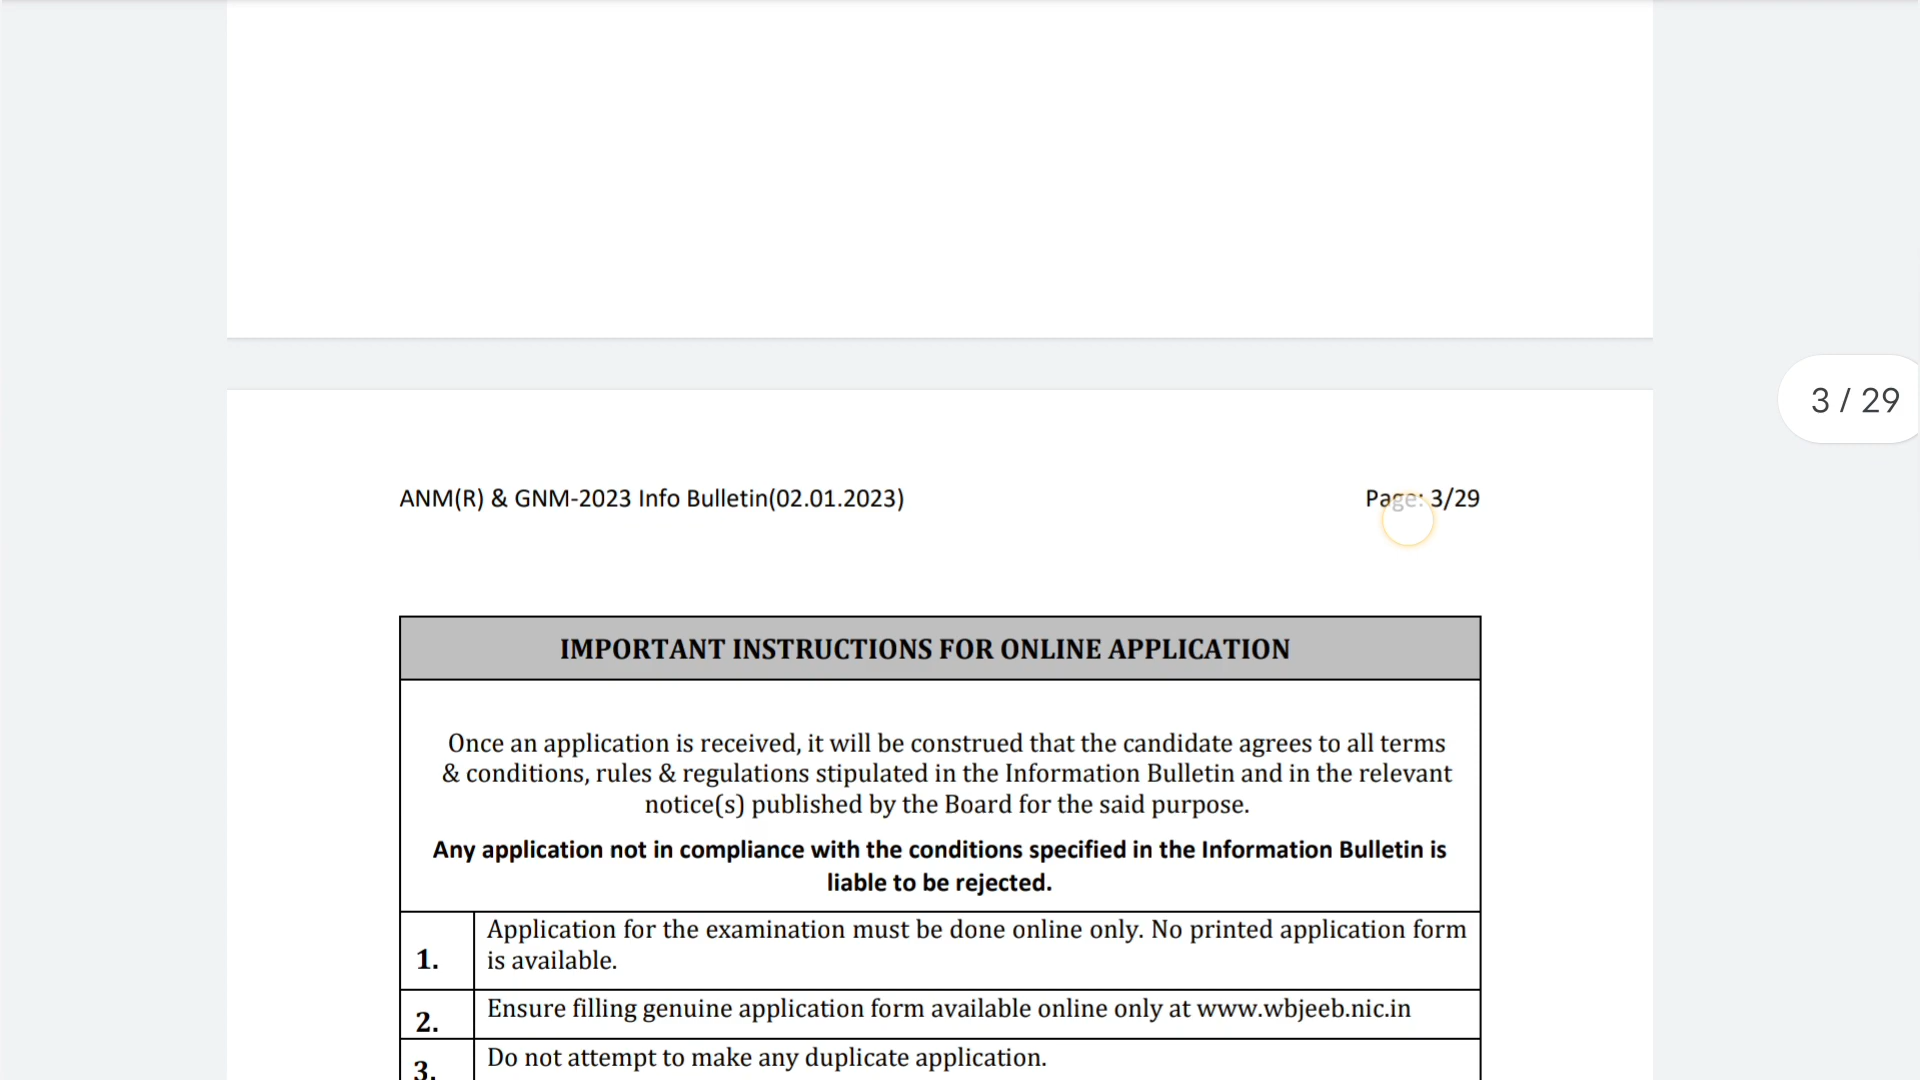 3 / 29
ANM(R) & GNM-2023 Info Bulletin(02.01.2023) Page: 3/29
IMPORTANT INSTRUCTIONS FOR ONLINE APPLICATION
Once an application is received, it will be construed that the candidate agrees to all terms
& conditions, rules & regulations stipulated in the Information Bulletin and in the relevant
notice(s) published by the Board for the said purpose.
Any application not in compliance with the conditions specified in the Information Bulletin is
liable to be rejected.
1. Application for the examination must be done online only. No printed application form
is available.
2. Ensure filling genuine application form available online only at www.wbjeeb.nic.in
3. Do not attempt to make any duplicate application.